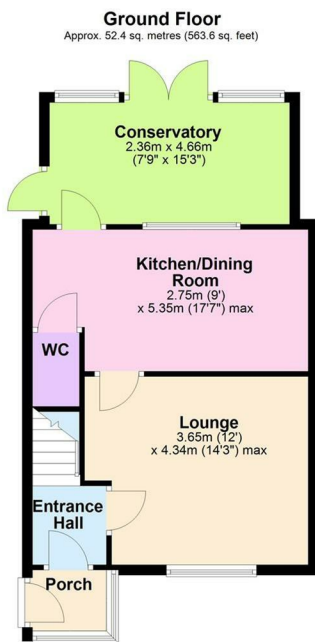 Ground Floor
Approx. 52.4 sq. metres (563.6 sq. feet)
Conservatory
2.36m x 4.66m
(7'9" x 15'3")
Kitchen/Dining
Room
2.75m (9')
x 5.35m (17'7") max
WC
Lounge
3.65m (12')
x 4.34m (14'3") max
Entrance
Hall
Porch